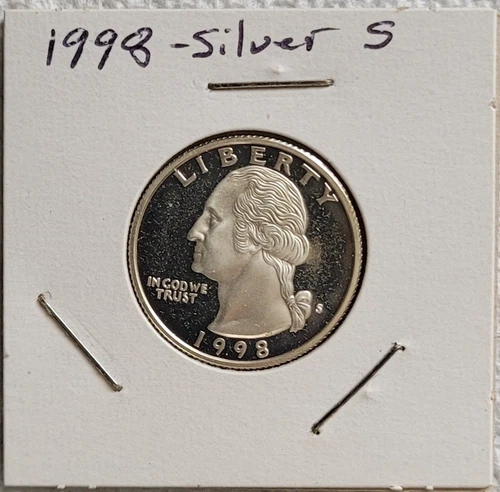 1998 - Silver S
LIBERTY
IN GOD WE
TRUST
S
1998